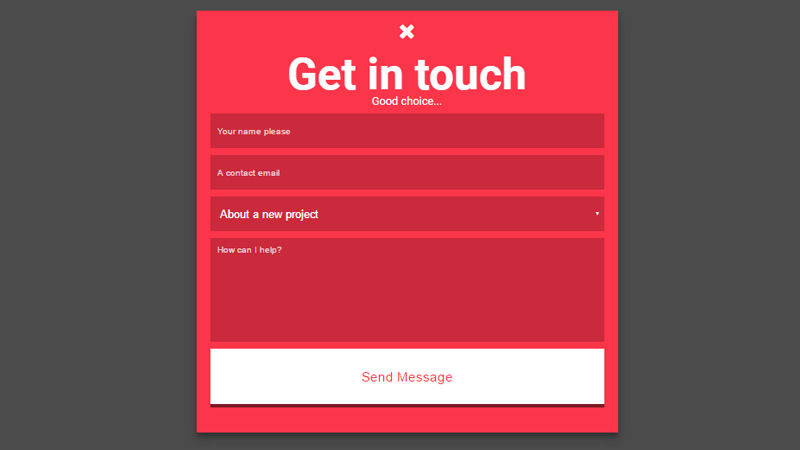 Get in touch
Good choice...
Your name please
A contact email
About a new project
How can I help?
Send Message